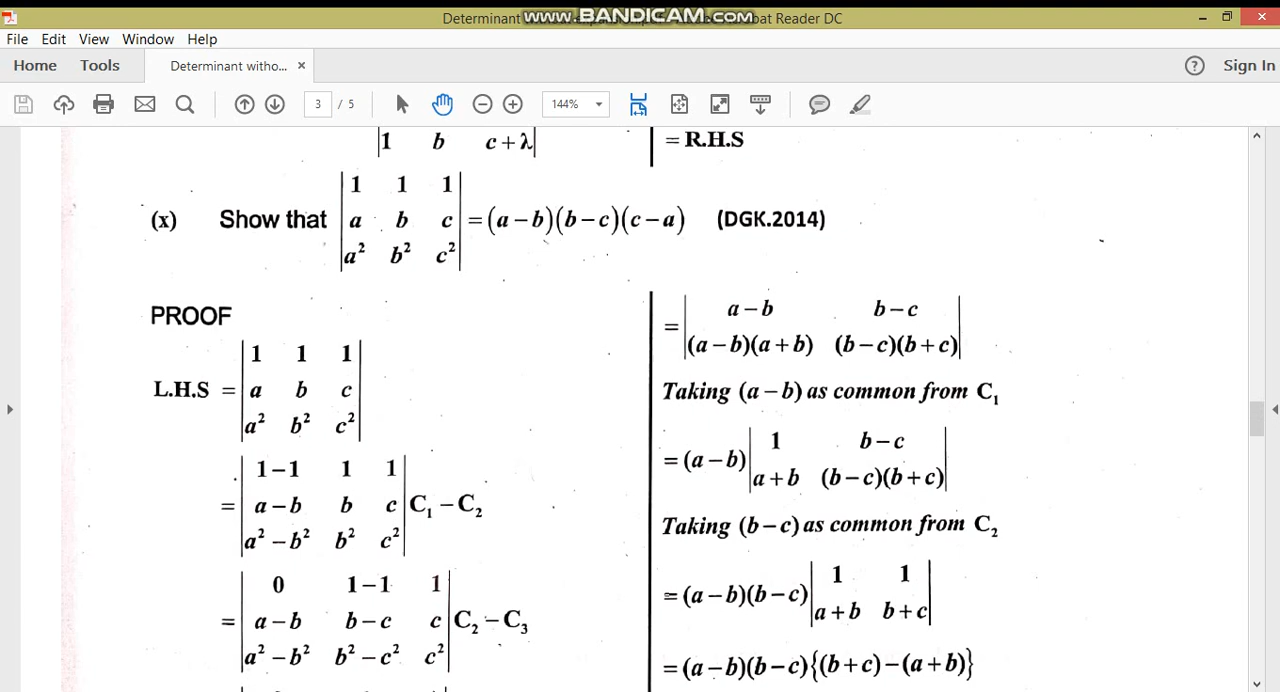 Determinant www.BANDICAM.com bat Reader DC
File Edit View Window Help
Home Tools Determinant witho... × ? Sign In
3 / 5 144%
|1 b c+λ|
= R.H.S
(x) Show that |1 1 1|
|a b c| = (a−b)(b−c)(c−a) (DGK.2014)
|a² b² c²|
PROOF
|1 1 1|
L.H.S = |a b c|
|a² b² c²|
|1−1 1 1|
= |a−b b c| C₁ − C₂
|a²−b² b² c²|
|0 1−1 1|
= |a−b b−c c| C₂ − C₃
|a²−b² b²−c² c²|
= |a−b b−c|
|(a−b)(a+b) (b−c)(b+c)|
Taking (a−b) as common from C₁
= (a−b) |1 b−c|
|a+b (b−c)(b+c)|
Taking (b−c) as common from C₂
= (a−b)(b−c) |1 1|
|a+b b+c|
= (a−b)(b−c){(b+c)−(a+b)}